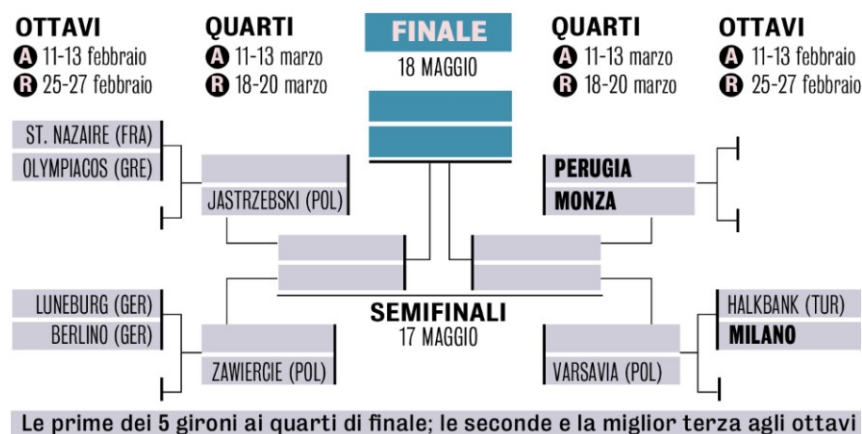 OTTAVI
A 11-13 febbraio
R 25-27 febbraio
QUARTI
A 11-13 marzo
R 18-20 marzo
FINALE
18 MAGGIO
QUARTI
A 11-13 marzo
R 18-20 marzo
OTTAVI
A 11-13 febbraio
R 25-27 febbraio
ST. NAZAIRE (FRA)
OLYMPIACOS (GRE)
JASTRZEBSKI (POL)
PERUGIA
MONZA
LUNEBURG (GER)
BERLINO (GER)
ZAWIERCIE (POL)
SEMIFINALI
17 MAGGIO
VARSAVIA (POL)
HALKBANK (TUR)
MILANO
Le prime dei 5 gironi ai quarti di finale; le seconde e la miglior terza agli ottavi